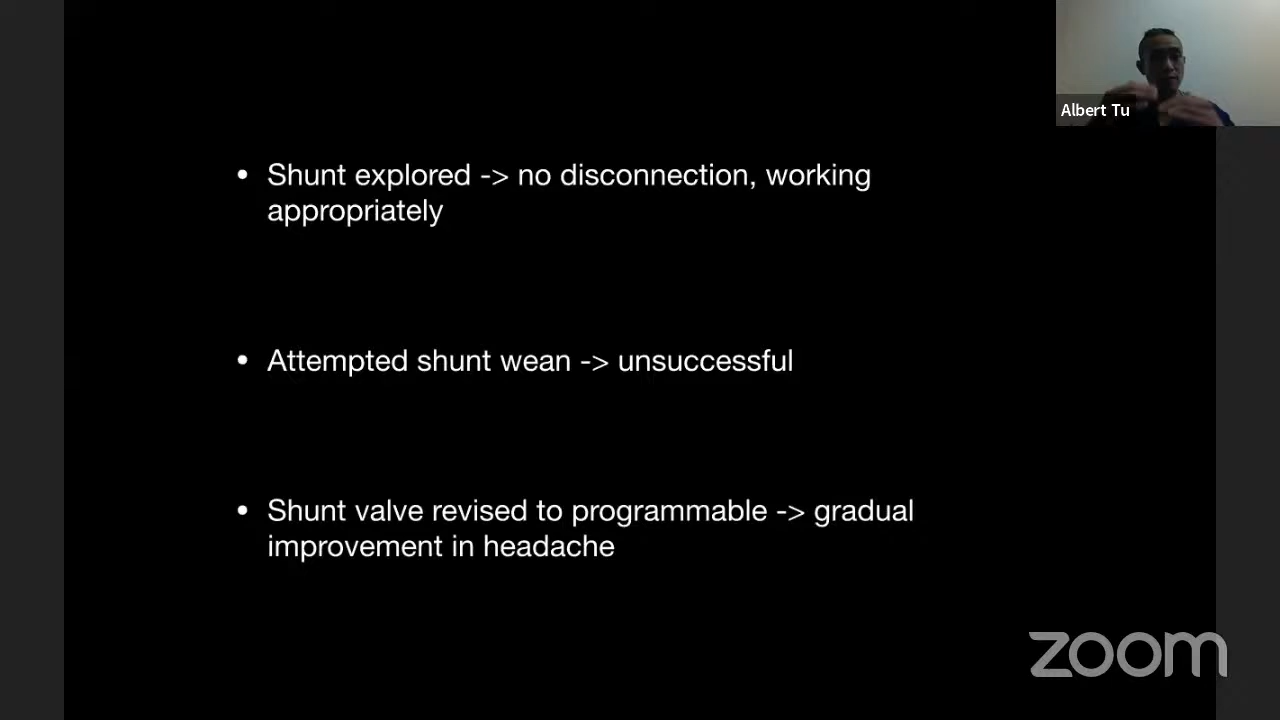 Albert Tu
• Shunt explored -> no disconnection, working
appropriately
• Attempted shunt wean -> unsuccessful
• Shunt valve revised to programmable -> gradual
improvement in headache
zoom